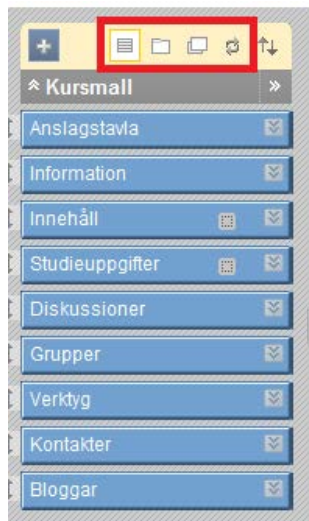 Kursmall
Anslagstavla
Information
Innehåll
Studieuppgifter
Diskussioner
Grupper
Verktyg
Kontakter
Bloggar